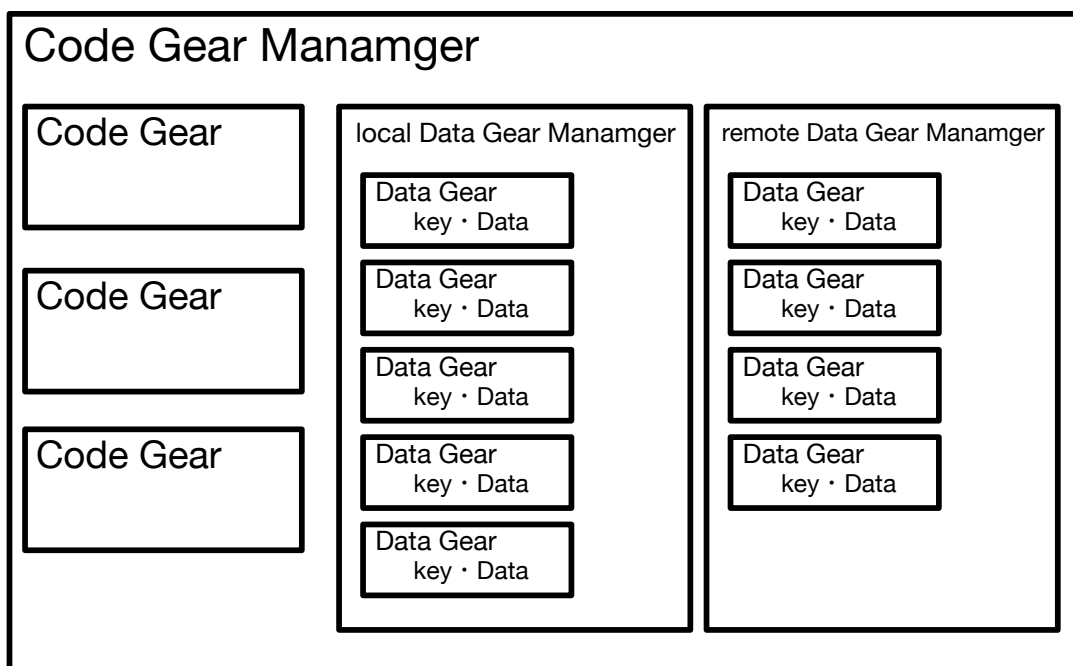 Code Gear Manamger
Code Gear
Code Gear
Code Gear
local Data Gear Manamger
Data Gear
key・Data
Data Gear
key・Data
Data Gear
key・Data
Data Gear
key・Data
Data Gear
key・Data
remote Data Gear Manamger
Data Gear
key・Data
Data Gear
key・Data
Data Gear
key・Data
Data Gear
key・Data